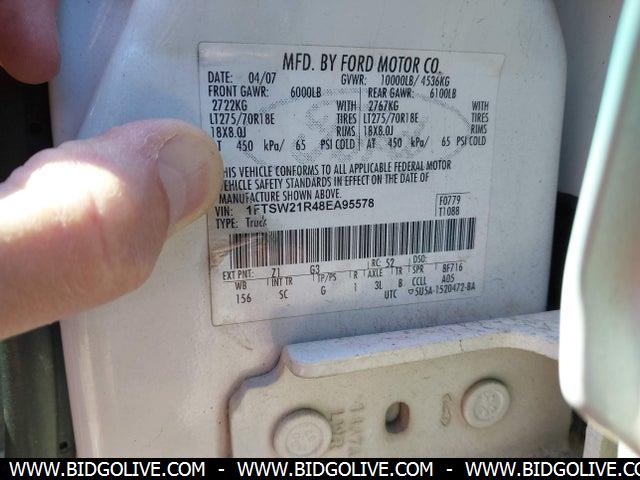 MFD. BY FORD MOTOR CO.
DATE: 04/07 GVWR: 10000LB/ 4536KG
FRONT GAWR: 6000LB REAR GAWR: 6100LB
2722KG WITH 2767KG WITH
LT275/70R18E TIRES LT275/70R18E TIRES
18X8.0J RIMS 18X8.0J RIMS
AT 450 kPa/ 65 PSI COLD AT 450 kPa/ 65 PSI COLD
THIS VEHICLE CONFORMS TO ALL APPLICABLE FEDERAL MOTOR
VEHICLE SAFETY STANDARDS IN EFFECT ON THE DATE OF
MANUFACTURE SHOWN ABOVE.
VIN: 1FTSW21R48EA95578 F0779
TYPE: Truck T1088
EXT PNT: Z1 G3 RC: 52 DSO:
WB INT TR TP/PS R AXLE TR SPR BF716
156 SC G 1 3L B CCLL A05
UTC 5U5A-1520472-BA
WWW.BIDGOLIVE.COM - WWW.BIDGOLIVE.COM - WWW.BIDGOLIVE.COM